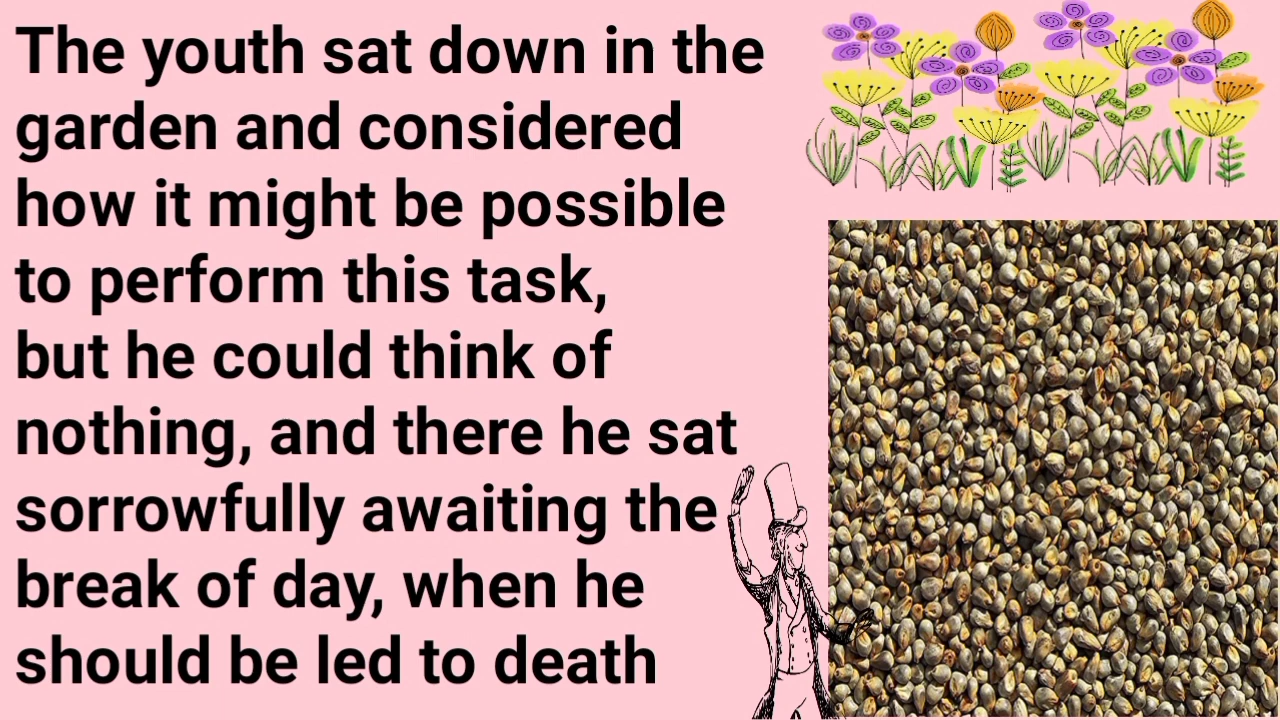 The youth sat down in the
garden and considered
how it might be possible
to perform this task,
but he could think of
nothing, and there he sat
sorrowfully awaiting the
break of day, when he
should be led to death